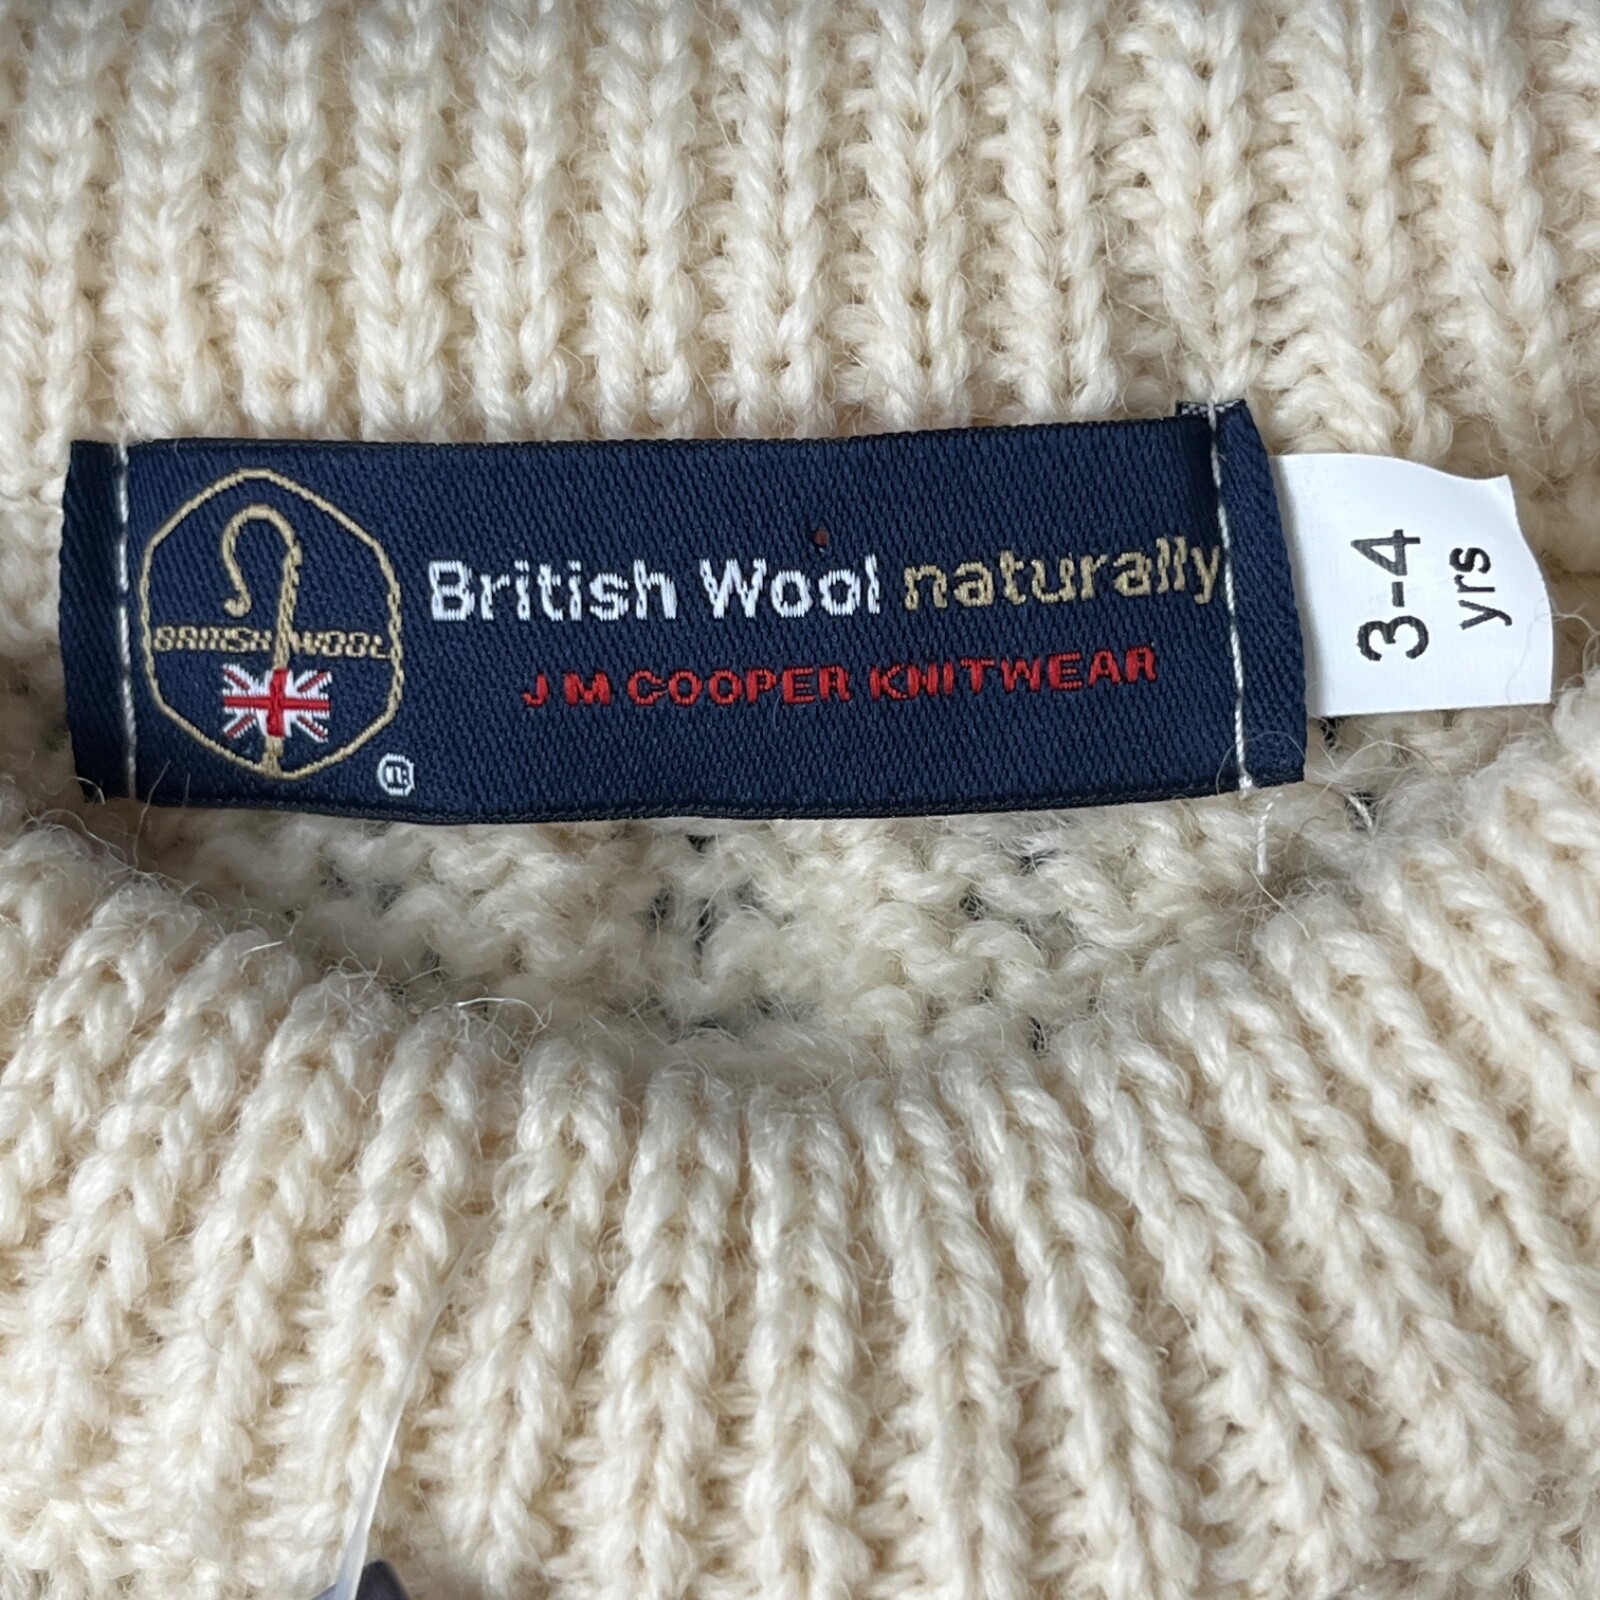 BRITISH WOOL
®
British Wool naturally
J M COOPER KNITWEAR
3-4
yrs